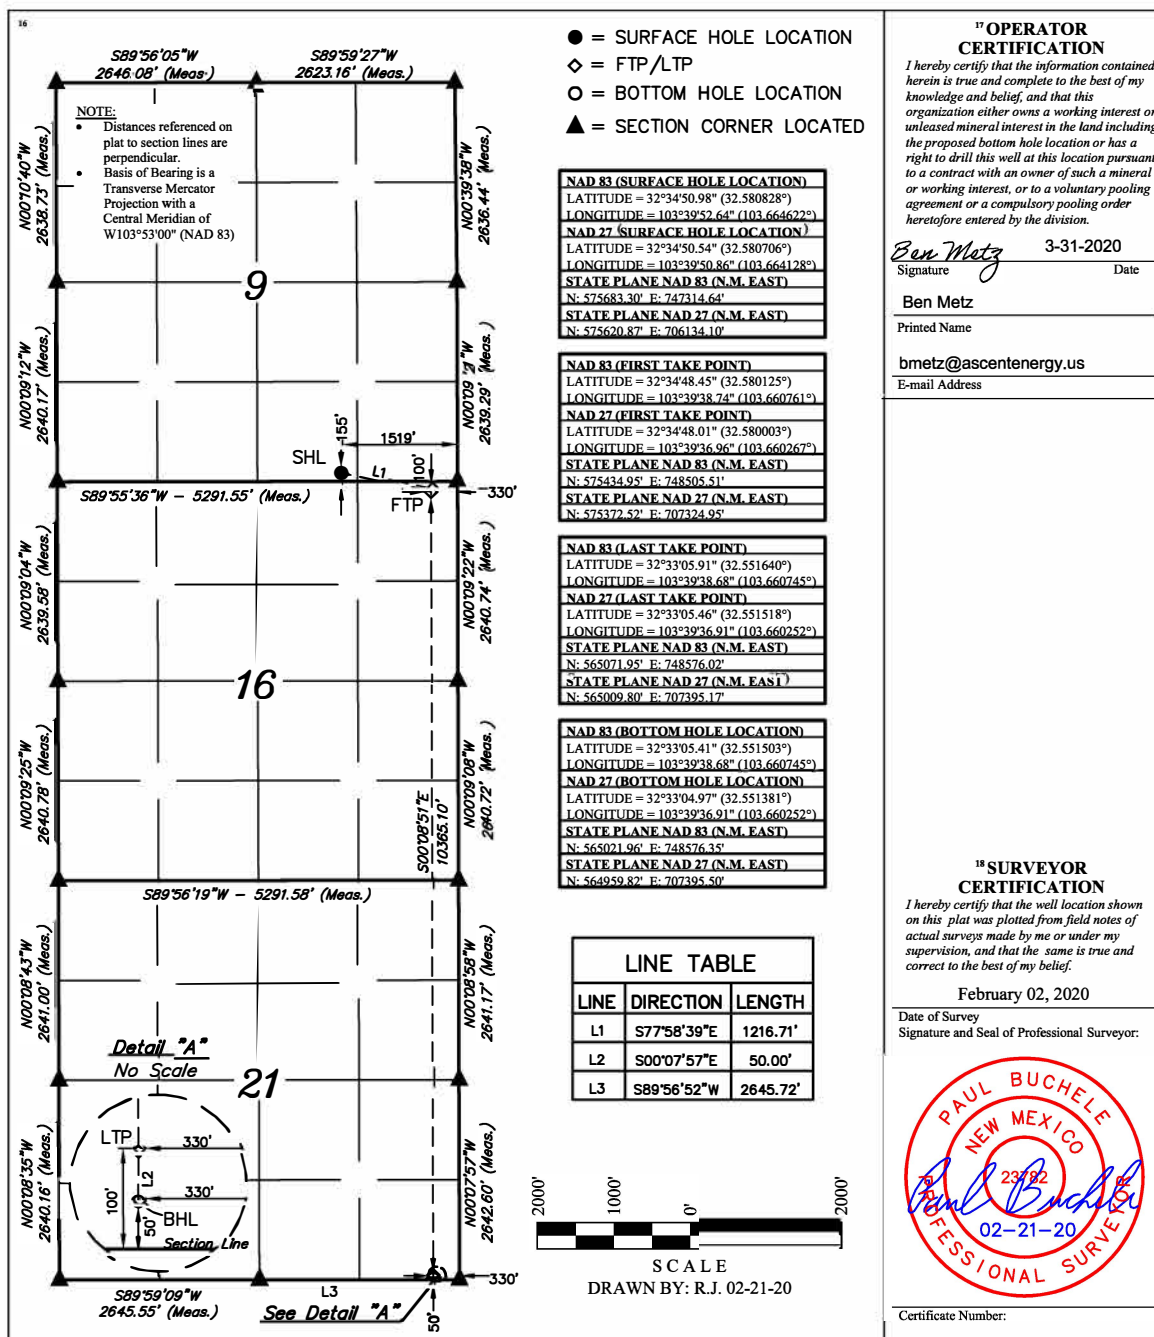 16
S89°56'05"W
2646.08' (Meas.)
S89°59'27"W
2623.16' (Meas.)
NOTE:
• Distances referenced on
plat to section lines are
perpendicular.
• Basis of Bearing is a
Transverse Mercator
Projection with a
Central Meridian of
W103°53'00" (NAD 83)
N00°10'40"W
2638.73' (Meas.)
N00°39'38"W
2636.44' (Meas.)
9
N00°09'12"W
2640.17' (Meas.)
2639.29' (Meas.)
155'
1519'
SHL
L1
100'
S89°55'36"W – 5291.55' (Meas.)
FTP
330'
N00°09'04"W
2639.58' (Meas.)
N00°09'22"W
2640.74' (Meas.)
16
N00°09'25"W
2640.78' (Meas.)
N00°09'08"W
2640.72' (Meas.)
S00°08'51"E
10365.10'
S89°56'19"W – 5291.58' (Meas.)
N00°08'43"W
2641.00' (Meas.)
N00°08'58"W
2641.17' (Meas.)
Detail "A"
No Scale
21
LTP
330'
L2
100'
330'
BHL
50'
Section Line
N00°08'35"W
2640.16' (Meas.)
N00°07'57"W
2642.60' (Meas.)
S89°59'09"W
2645.55' (Meas.)
L3
See Detail "A"
330'
50'
● = SURFACE HOLE LOCATION
◇ = FTP/LTP
○ = BOTTOM HOLE LOCATION
▲ = SECTION CORNER LOCATED
NAD 83 (SURFACE HOLE LOCATION)
LATITUDE = 32°34'50.98" (32.580828°)
LONGITUDE = 103°39'52.64" (103.664622°)
NAD 27 (SURFACE HOLE LOCATION)
LATITUDE = 32°34'50.54" (32.580706°)
LONGITUDE = 103°39'50.86" (103.664128°)
STATE PLANE NAD 83 (N.M. EAST)
N: 575683.30' E: 747314.64'
STATE PLANE NAD 27 (N.M. EAST)
N: 575620.87' E: 706134.10'
NAD 83 (FIRST TAKE POINT)
LATITUDE = 32°34'48.45" (32.580125°)
LONGITUDE = 103°39'38.74" (103.660761°)
NAD 27 (FIRST TAKE POINT)
LATITUDE = 32°34'48.01" (32.580003°)
LONGITUDE = 103°39'36.96" (103.660267°)
STATE PLANE NAD 83 (N.M. EAST)
N: 575434.95' E: 748505.51'
STATE PLANE NAD 27 (N.M. EAST)
N: 575372.52' E: 707324.95'
NAD 83 (LAST TAKE POINT)
LATITUDE = 32°33'05.91" (32.551640°)
LONGITUDE = 103°39'38.68" (103.660745°)
NAD 27 (LAST TAKE POINT)
LATITUDE = 32°33'05.46" (32.551518°)
LONGITUDE = 103°39'36.91" (103.660252°)
STATE PLANE NAD 83 (N.M. EAST)
N: 565071.95' E: 748576.02'
STATE PLANE NAD 27 (N.M. EAST)
N: 565009.80' E: 707395.17'
NAD 83 (BOTTOM HOLE LOCATION)
LATITUDE = 32°33'05.41" (32.551503°)
LONGITUDE = 103°39'38.68" (103.660745°)
NAD 27 (BOTTOM HOLE LOCATION)
LATITUDE = 32°33'04.97" (32.551381°)
LONGITUDE = 103°39'36.91" (103.660252°)
STATE PLANE NAD 83 (N.M. EAST)
N: 565021.96' E: 748576.35'
STATE PLANE NAD 27 (N.M. EAST)
N: 564959.82' E: 707395.50'
LINE TABLE
LINE DIRECTION LENGTH
L1 S77°58'39"E 1216.71'
L2 S00°07'57"E 50.00'
L3 S89°56'52"W 2645.72'
2000' 1000' 0' 2000'
SCALE
DRAWN BY: R.J. 02-21-20
17 OPERATOR
CERTIFICATION
I hereby certify that the information contained
herein is true and complete to the best of my
knowledge and belief, and that this
organization either owns a working interest or
unleased mineral interest in the land including
the proposed bottom hole location or has a
right to drill this well at this location pursuant
to a contract with an owner of such a mineral
or working interest, or to a voluntary pooling
agreement or a compulsory pooling order
heretofore entered by the division.
Ben Metz 3-31-2020
Signature Date
Ben Metz
Printed Name
bmetz@ascentenergy.us
E-mail Address
18 SURVEYOR
CERTIFICATION
I hereby certify that the well location shown
on this plat was plotted from field notes of
actual surveys made by me or under my
supervision, and that the same is true and
correct to the best of my belief.
February 02, 2020
Date of Survey
Signature and Seal of Professional Surveyor:
PAUL BUCHELE
NEW MEXICO
23782
Paul Buchele
02-21-20
PROFESSIONAL SURVEYOR
Certificate Number: